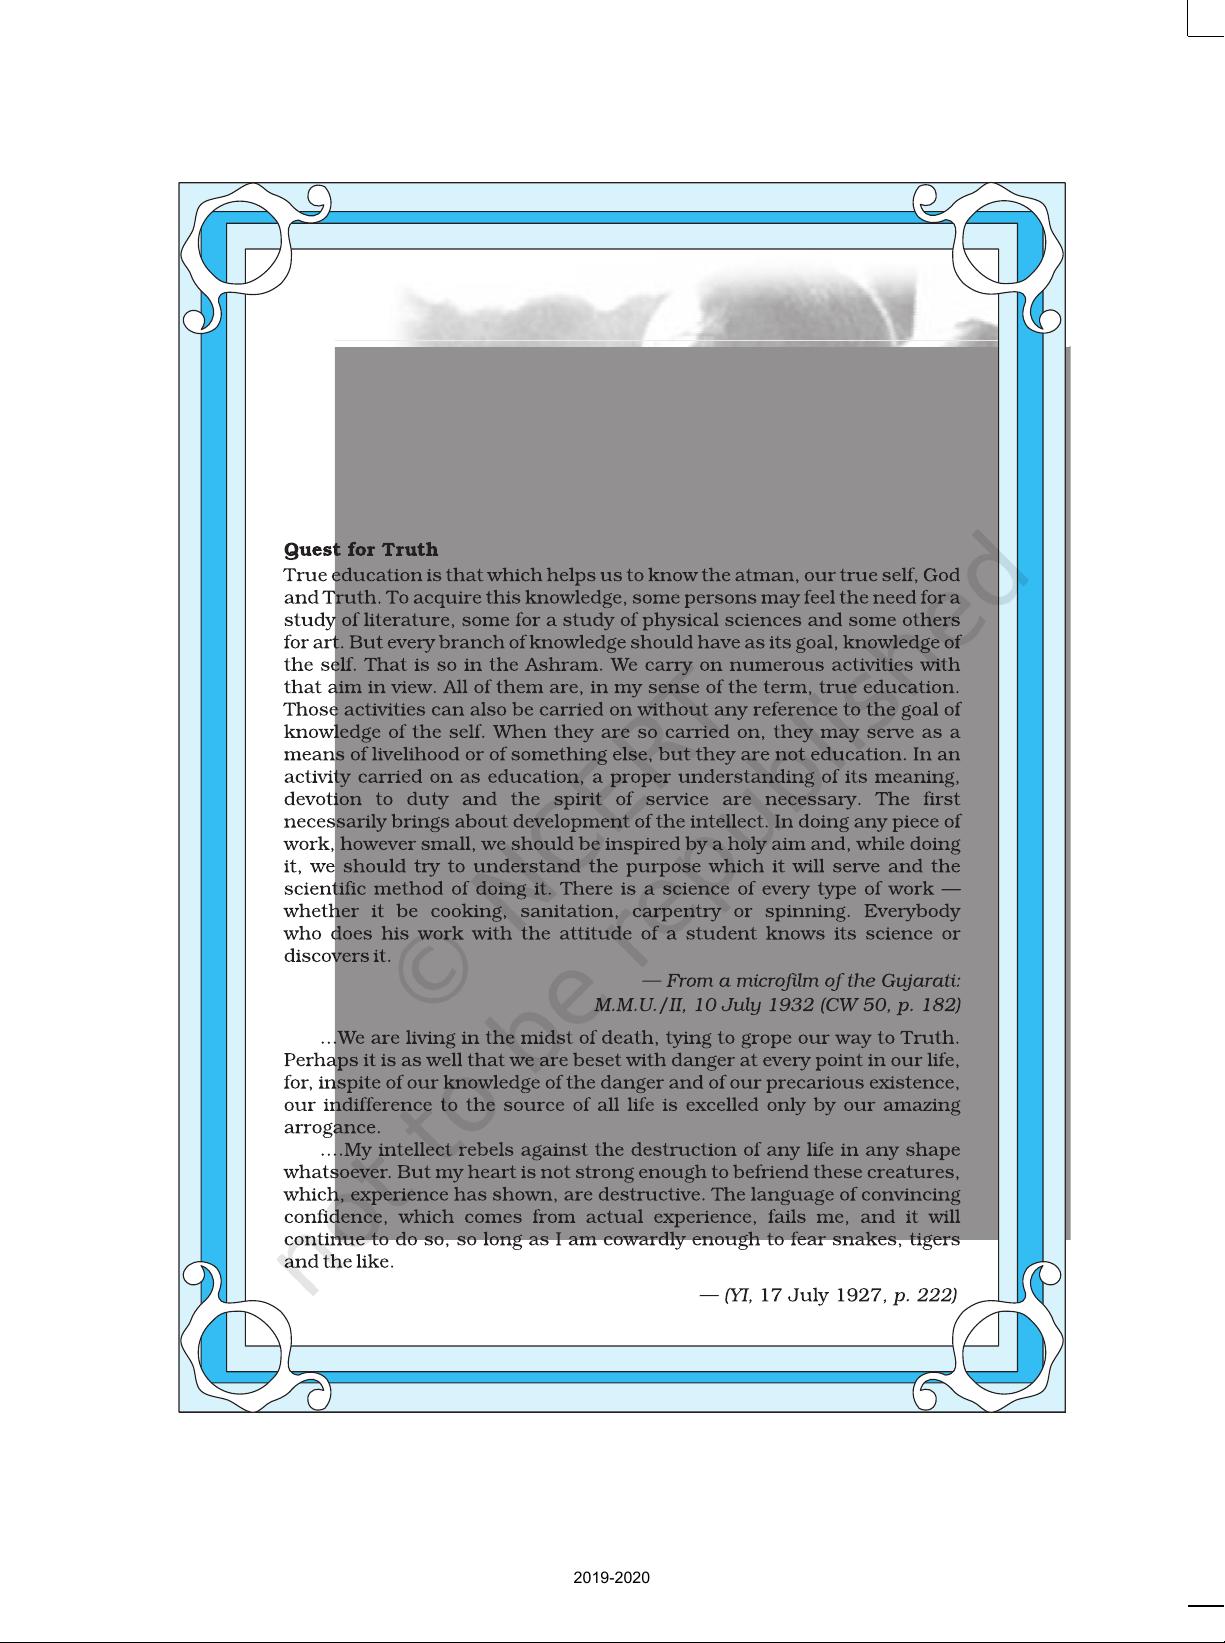 Quest for Truth
True education is that which helps us to know the atman, our true self, God
and Truth. To acquire this knowledge, some persons may feel the need for a
study of literature, some for a study of physical sciences and some others
for art. But every branch of knowledge should have as its goal, knowledge of
the self. That is so in the Ashram. We carry on numerous activities with
that aim in view. All of them are, in my sense of the term, true education.
Those activities can also be carried on without any reference to the goal of
knowledge of the self. When they are so carried on, they may serve as a
means of livelihood or of something else, but they are not education. In an
activity carried on as education, a proper understanding of its meaning,
devotion to duty and the spirit of service are necessary. The first
necessarily brings about development of the intellect. In doing any piece of
work, however small, we should be inspired by a holy aim and, while doing
it, we should try to understand the purpose which it will serve and the
scientific method of doing it. There is a science of every type of work —
whether it be cooking, sanitation, carpentry or spinning. Everybody
who does his work with the attitude of a student knows its science or
discovers it.
— From a microfilm of the Gujarati:
M.M.U./II, 10 July 1932 (CW 50, p. 182)
...We are living in the midst of death, tying to grope our way to Truth.
Perhaps it is as well that we are beset with danger at every point in our life,
for, inspite of our knowledge of the danger and of our precarious existence,
our indifference to the source of all life is excelled only by our amazing
arrogance.
....My intellect rebels against the destruction of any life in any shape
whatsoever. But my heart is not strong enough to befriend these creatures,
which, experience has shown, are destructive. The language of convincing
confidence, which comes from actual experience, fails me, and it will
continue to do so, so long as I am cowardly enough to fear snakes, tigers
and the like.
— (YI, 17 July 1927, p. 222)
© NCERT
not to be republished
2019-2020